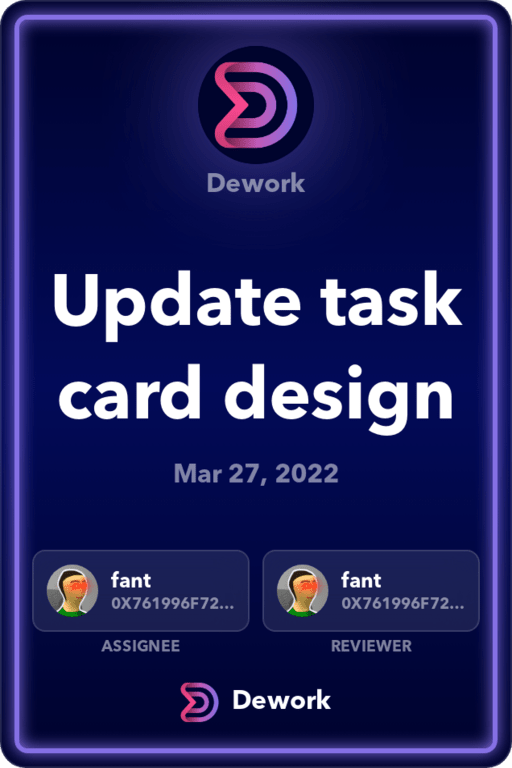 Dework
Update task
card design
Mar 27, 2022
fant
0X761996F72...
ASSIGNEE
fant
0X761996F72...
REVIEWER
Dework